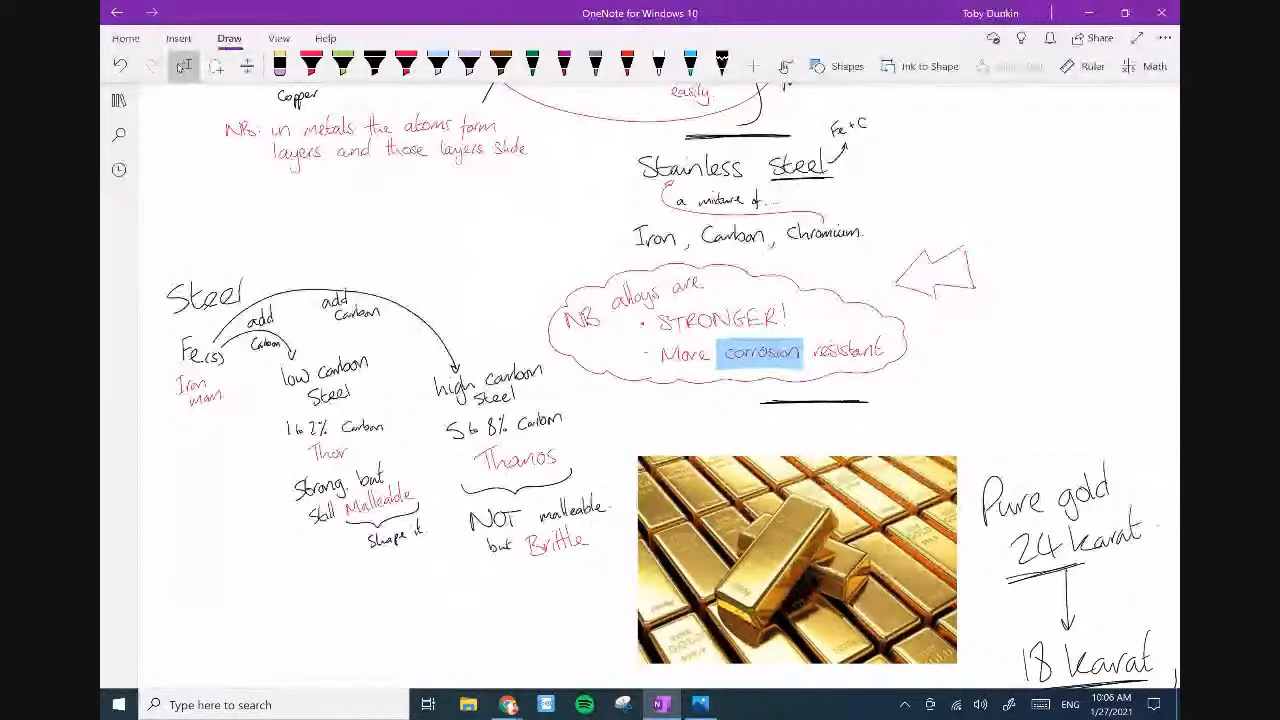 OneNote for Windows 10
Toby Dunkin
Home
Insert
Draw
View
Help
Share
Shapes
Ink to Shape
Ruler
Math
Copper
easily.
NB: in metals the atoms form
layers and those layers slide
Fe + C
Stainless Steel
a mixture of...
Iron, Carbon, Chromium.
Steel
add
Carbon
add
Carbon
Fe(s)
Iron
man
low carbon
Steel
1 to 2% Carbon
Thor
Strong, but
Still Malleable
Shape it.
high carbon
Steel
5 to 8% Carbon
Thanos
NOT malleable.
but Brittle
NB alloys are
• STRONGER!
• More corrosion resistant
Pure gold
24 karat
18 karat
Type here to search
10:06 AM
1/27/2021